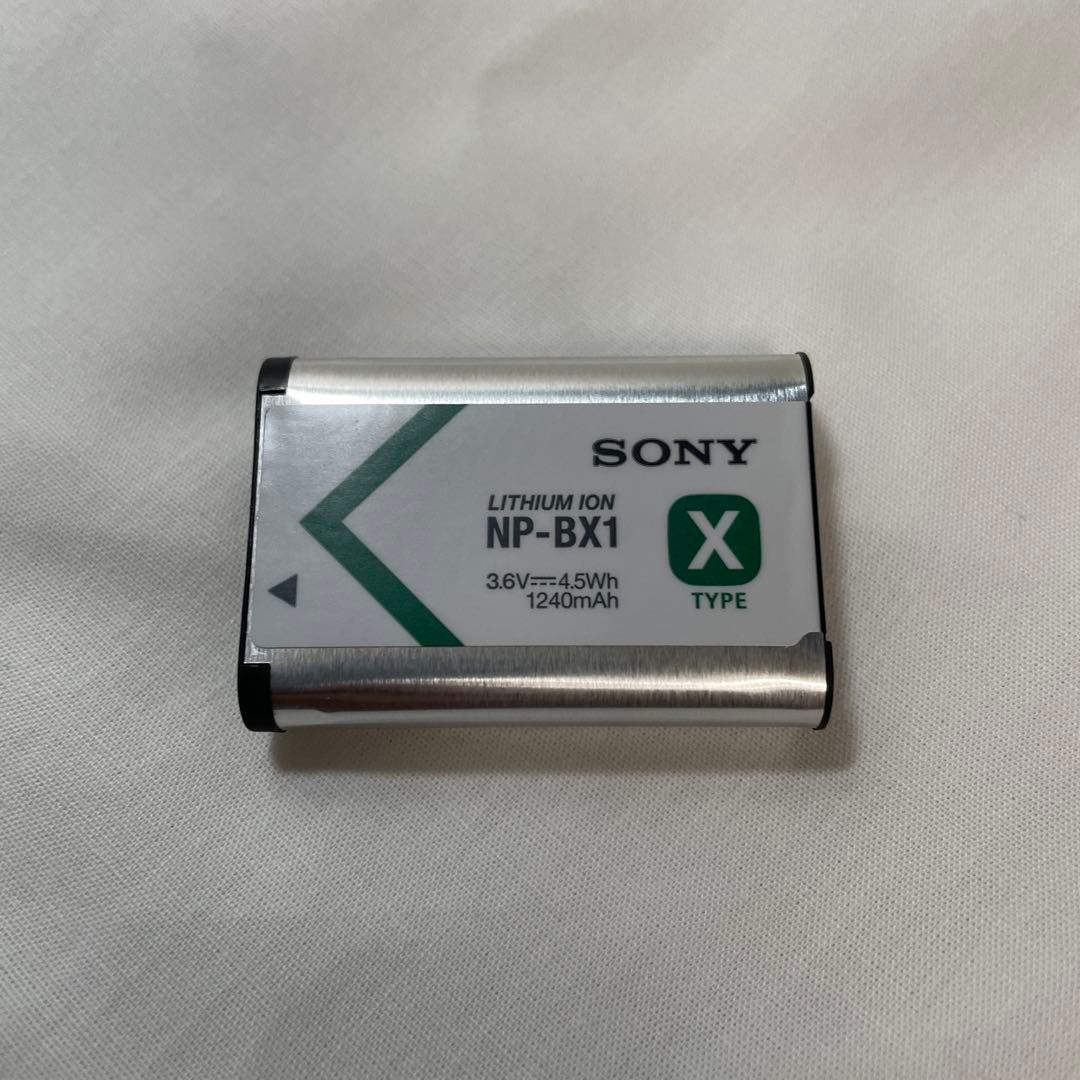 SONY
LITHIUM ION
NP-BX1
3.6V⎓4.5Wh
1240mAh
X
TYPE